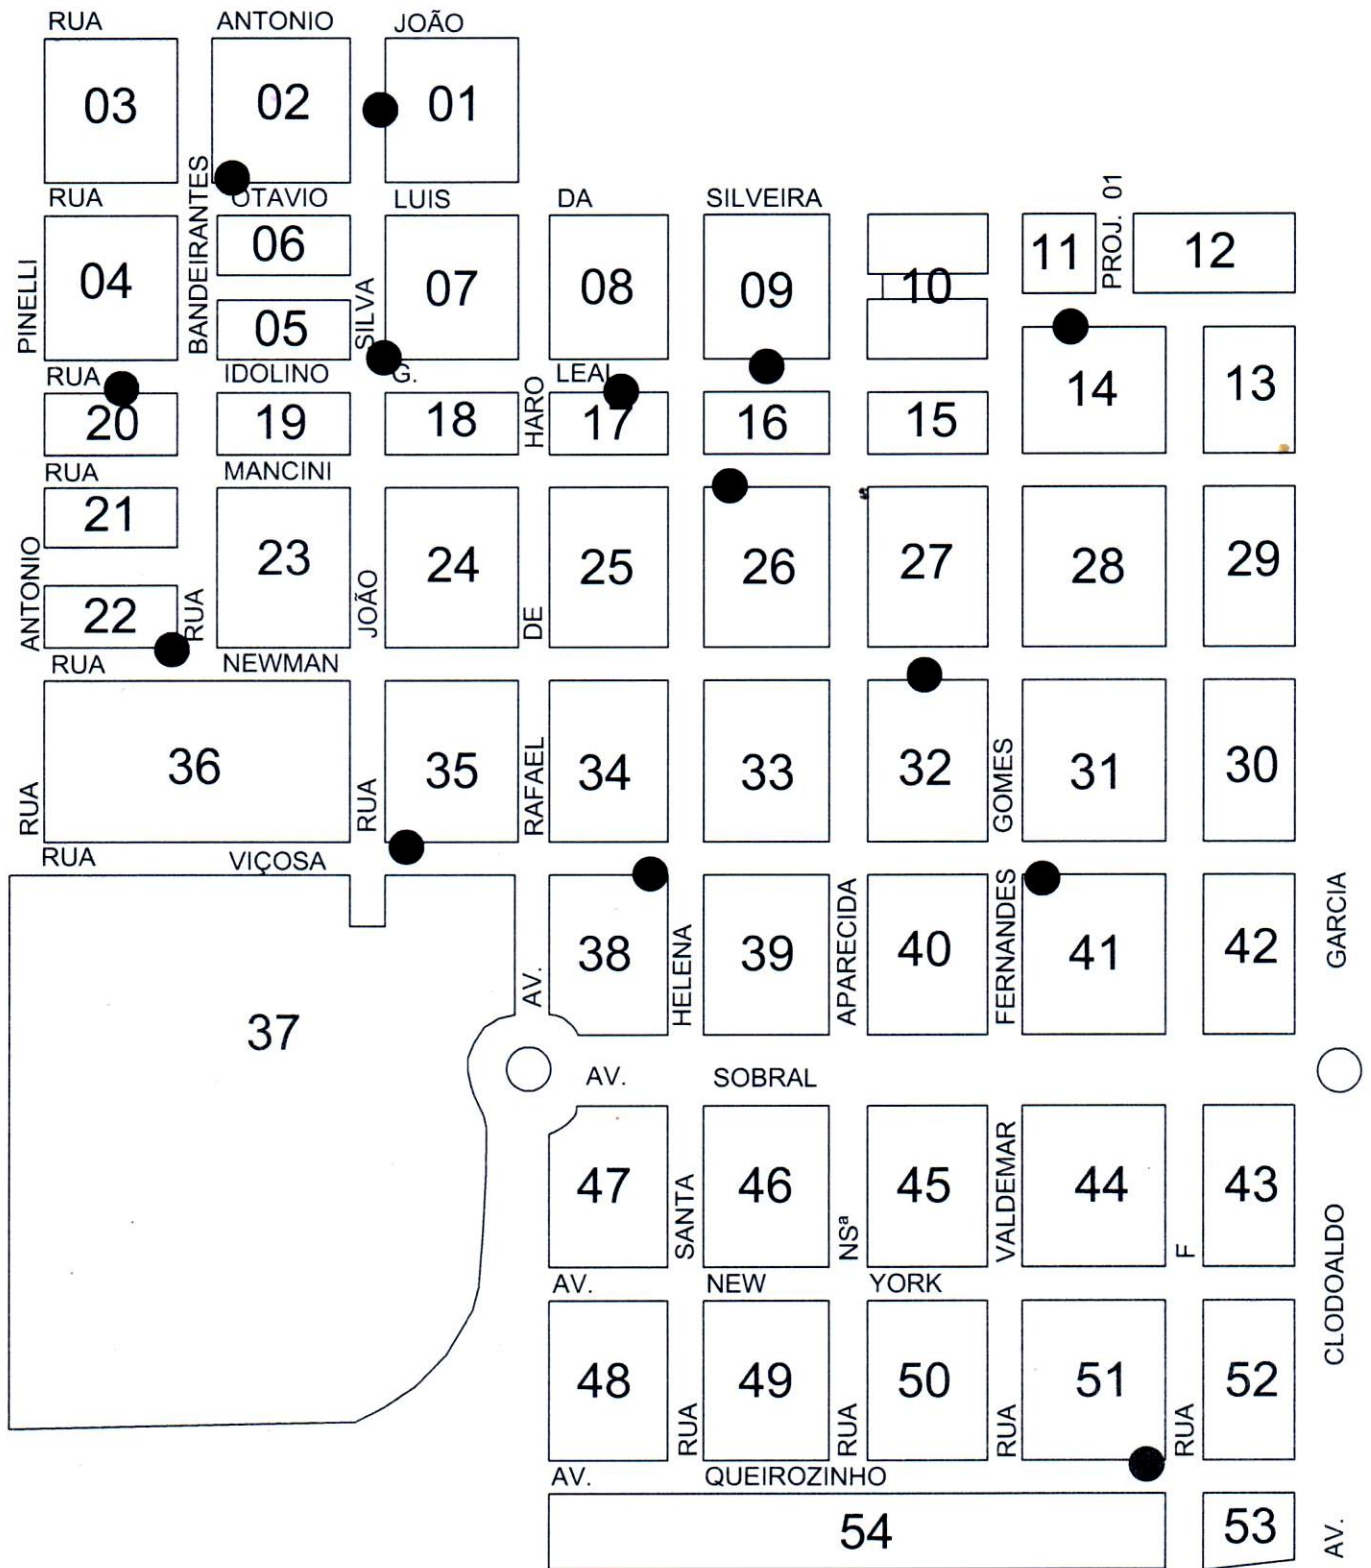 RUA ANTONIO JOÃO
03 02 01
RUA OTAVIO LUIS DA SILVEIRA
PROJ. 01
06
11 12
04 07 08 09 10
05
PINELLI
BANDEIRANTES
SILVA
RUA IDOLINO G. LEAL
14 13
20 19 18 17 16 15
HARO
RUA MANCINI
21
23 24 25 26 27 28 29
22
ANTONIO
RUA
JOÃO
DE
RUA NEWMAN
36 35 34 33 32 31 30
RUA
RUA
RAFAEL
GOMES
RUA VIÇOSA
38 39 40 41 42
37
AV.
HELENA
APARECIDA
FERNANDES
GARCIA
AV. SOBRAL
47 46 45 44 43
SANTA
NSª
VALDEMAR
F
CLODOALDO
AV. NEW YORK
48 49 50 51 52
RUA
RUA
RUA
RUA
AV. QUEIROZINHO
54 53
AV.